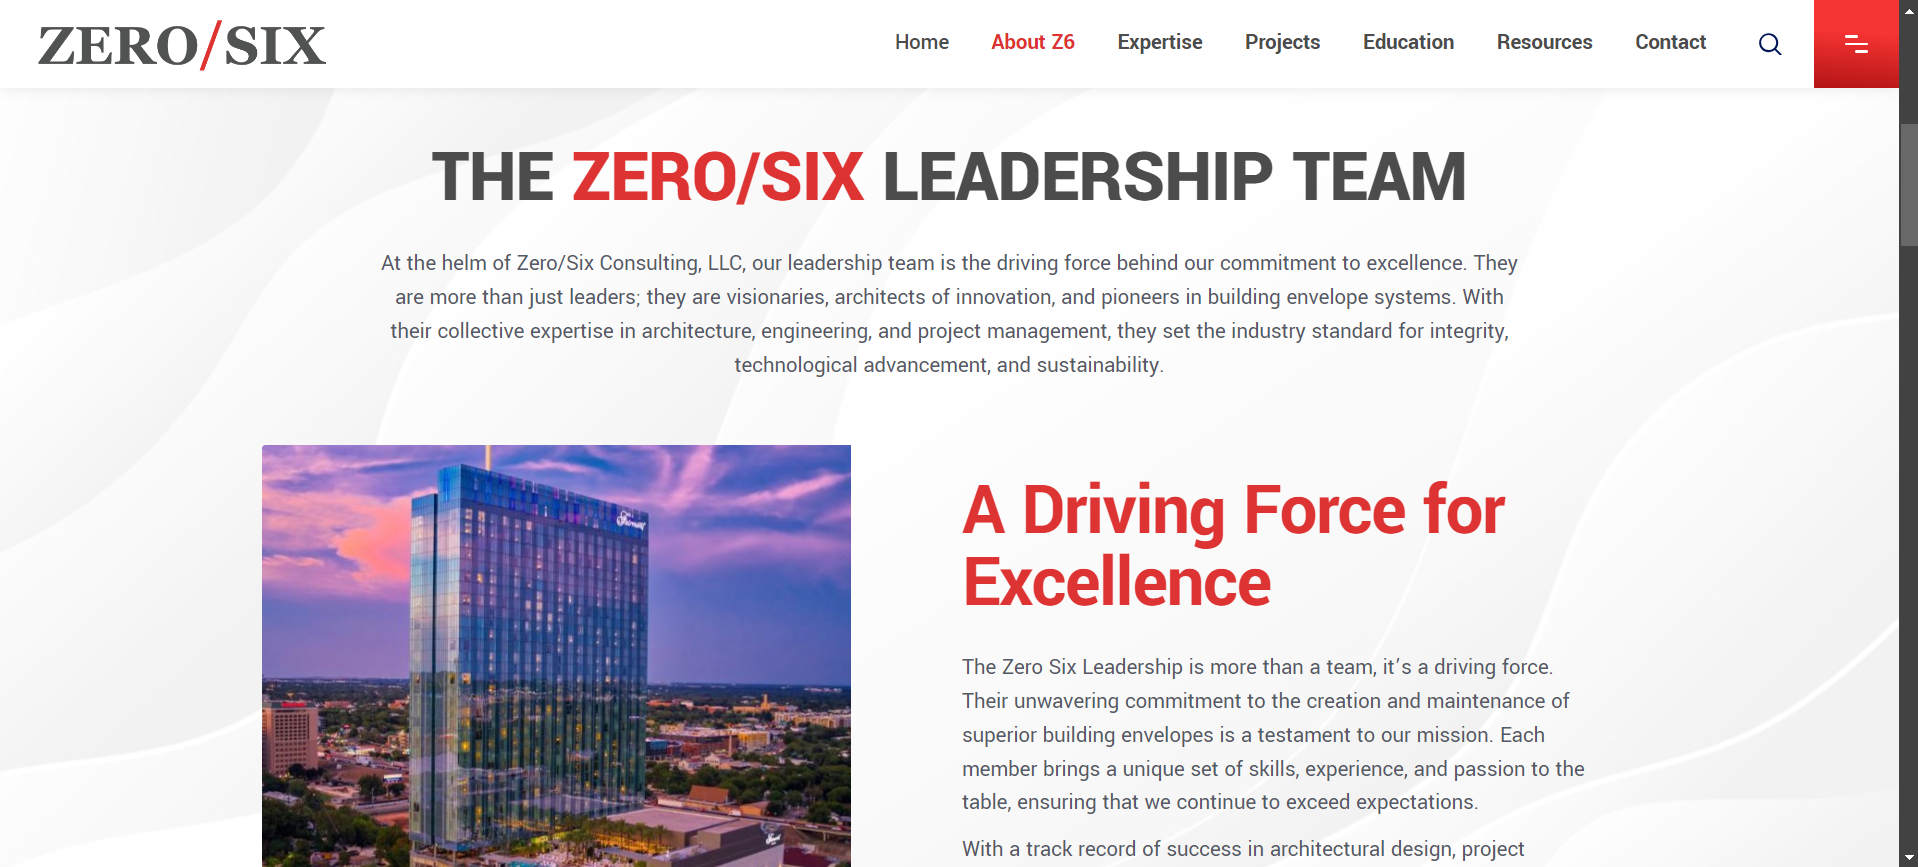 ZERO/SIX
Home
About Z6
Expertise
Projects
Education
Resources
Contact
THE ZERO/SIX LEADERSHIP TEAM
At the helm of Zero/Six Consulting, LLC, our leadership team is the driving force behind our commitment to excellence. They
are more than just leaders; they are visionaries, architects of innovation, and pioneers in building envelope systems. With
their collective expertise in architecture, engineering, and project management, they set the industry standard for integrity,
technological advancement, and sustainability.
Fairmont
A Driving Force for
Excellence
The Zero Six Leadership is more than a team, it’s a driving force.
Their unwavering commitment to the creation and maintenance of
superior building envelopes is a testament to our mission. Each
member brings a unique set of skills, experience, and passion to the
table, ensuring that we continue to exceed expectations.
With a track record of success in architectural design, project